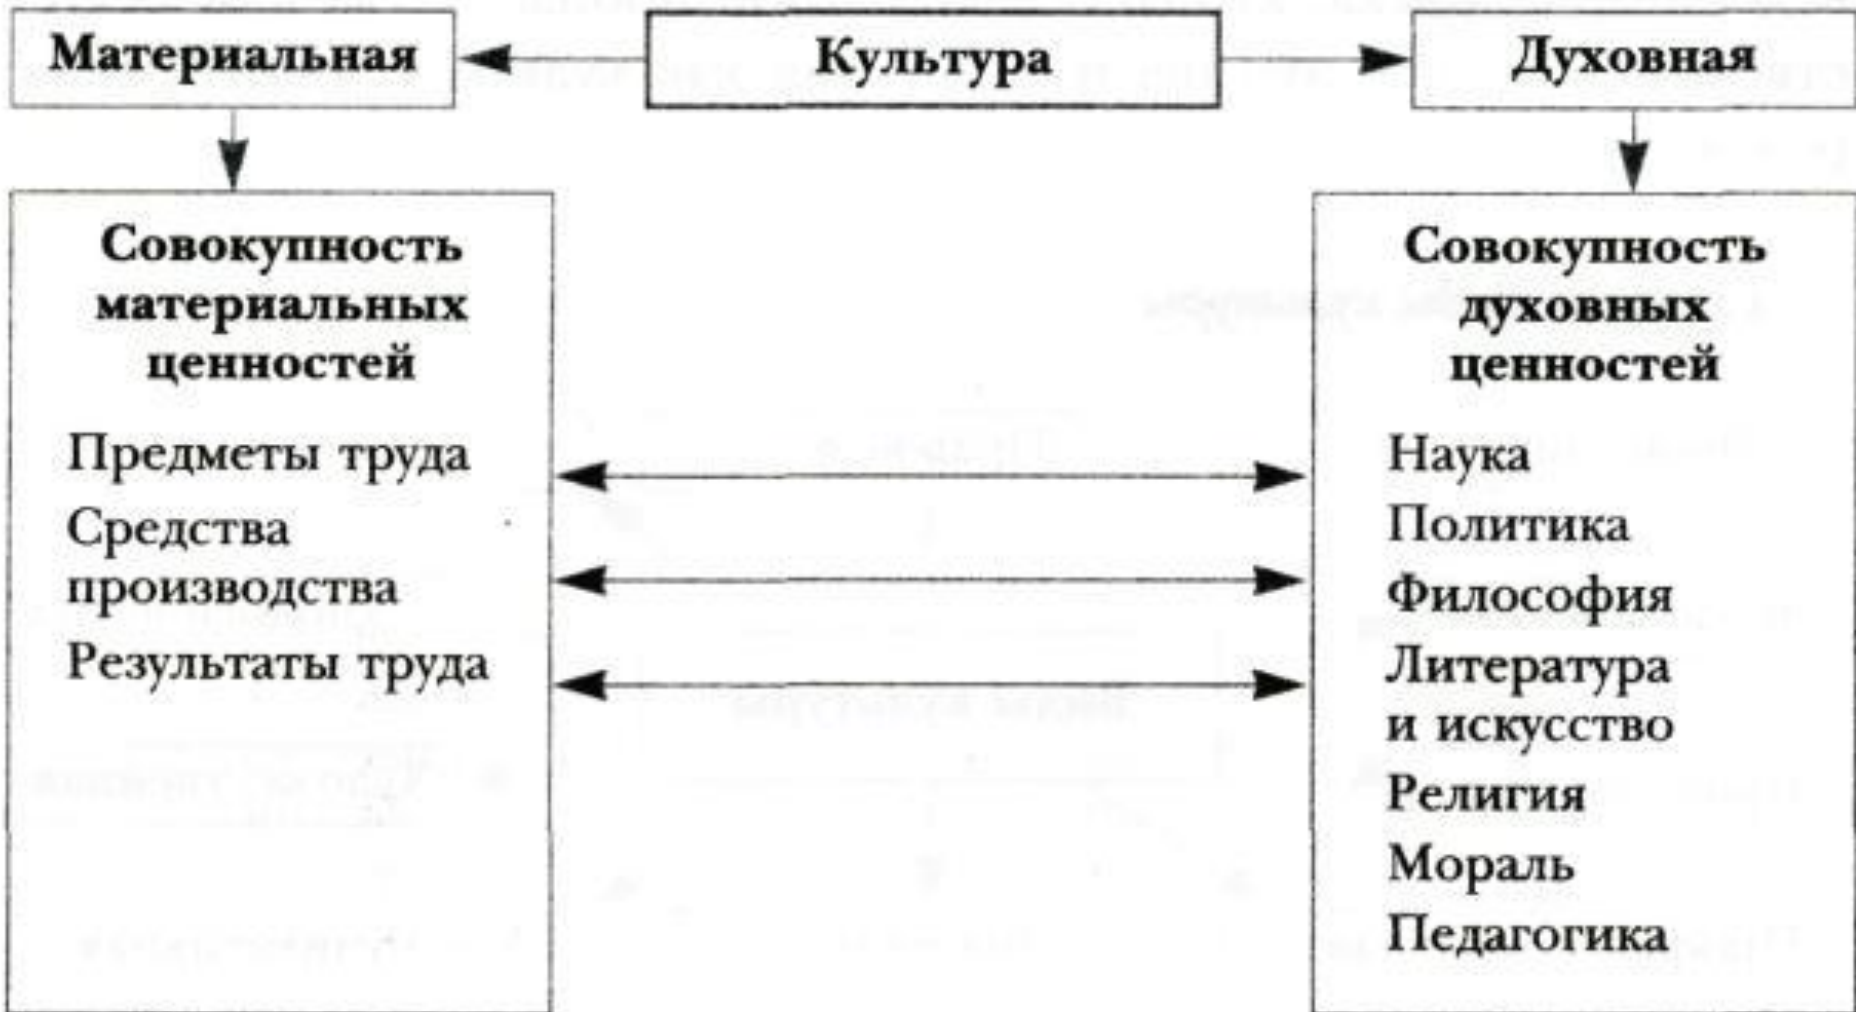 Материальная
Культура
Духовная
Совокупность
материальных
ценностей
Предметы труда
Средства
производства
Результаты труда
Совокупность
духовных
ценностей
Наука
Политика
Философия
Литература
и искусство
Религия
Мораль
Педагогика